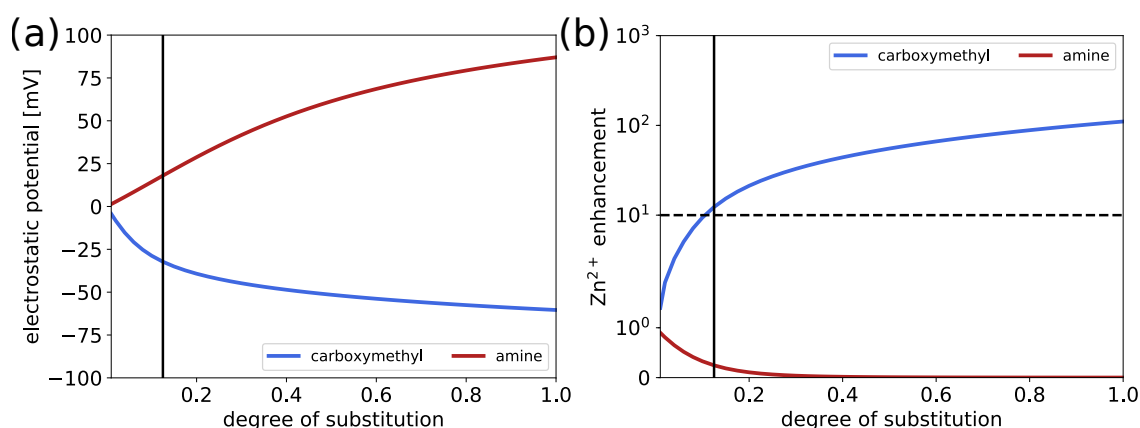 (a)
electrostatic potential [mV]
100
75
50
25
0
−25
−50
−75
−100
carboxymethyl amine
0.2 0.4 0.6 0.8 1.0
degree of substitution
(b)
Zn²⁺ enhancement
10³
10²
10¹
10⁰
0
carboxymethyl amine
0.2 0.4 0.6 0.8 1.0
degree of substitution